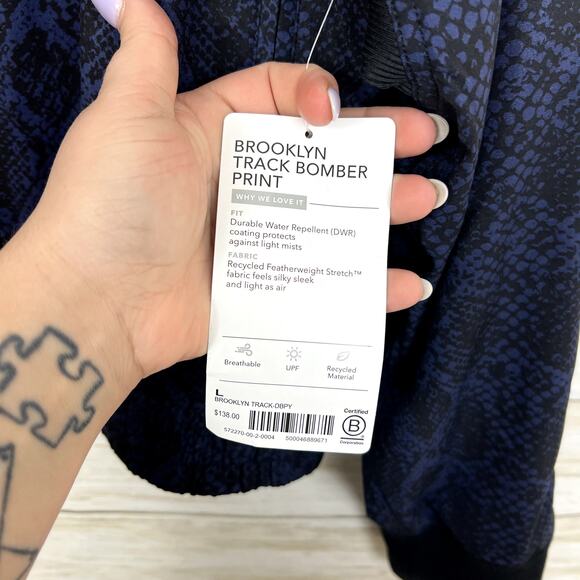 BROOKLYN
TRACK BOMBER
PRINT
WHY WE LOVE IT
FIT
Durable Water Repellent (DWR)
coating protects
against light mists
FABRIC
Recycled Featherweight Stretch™
fabric feels silky sleek
and light as air
Breathable
UPF
Recycled
Material
L
BROOKLYN TRACK-DBPY
$138.00
572270-00-2-0004 500046889671
Certified
B
Corporation